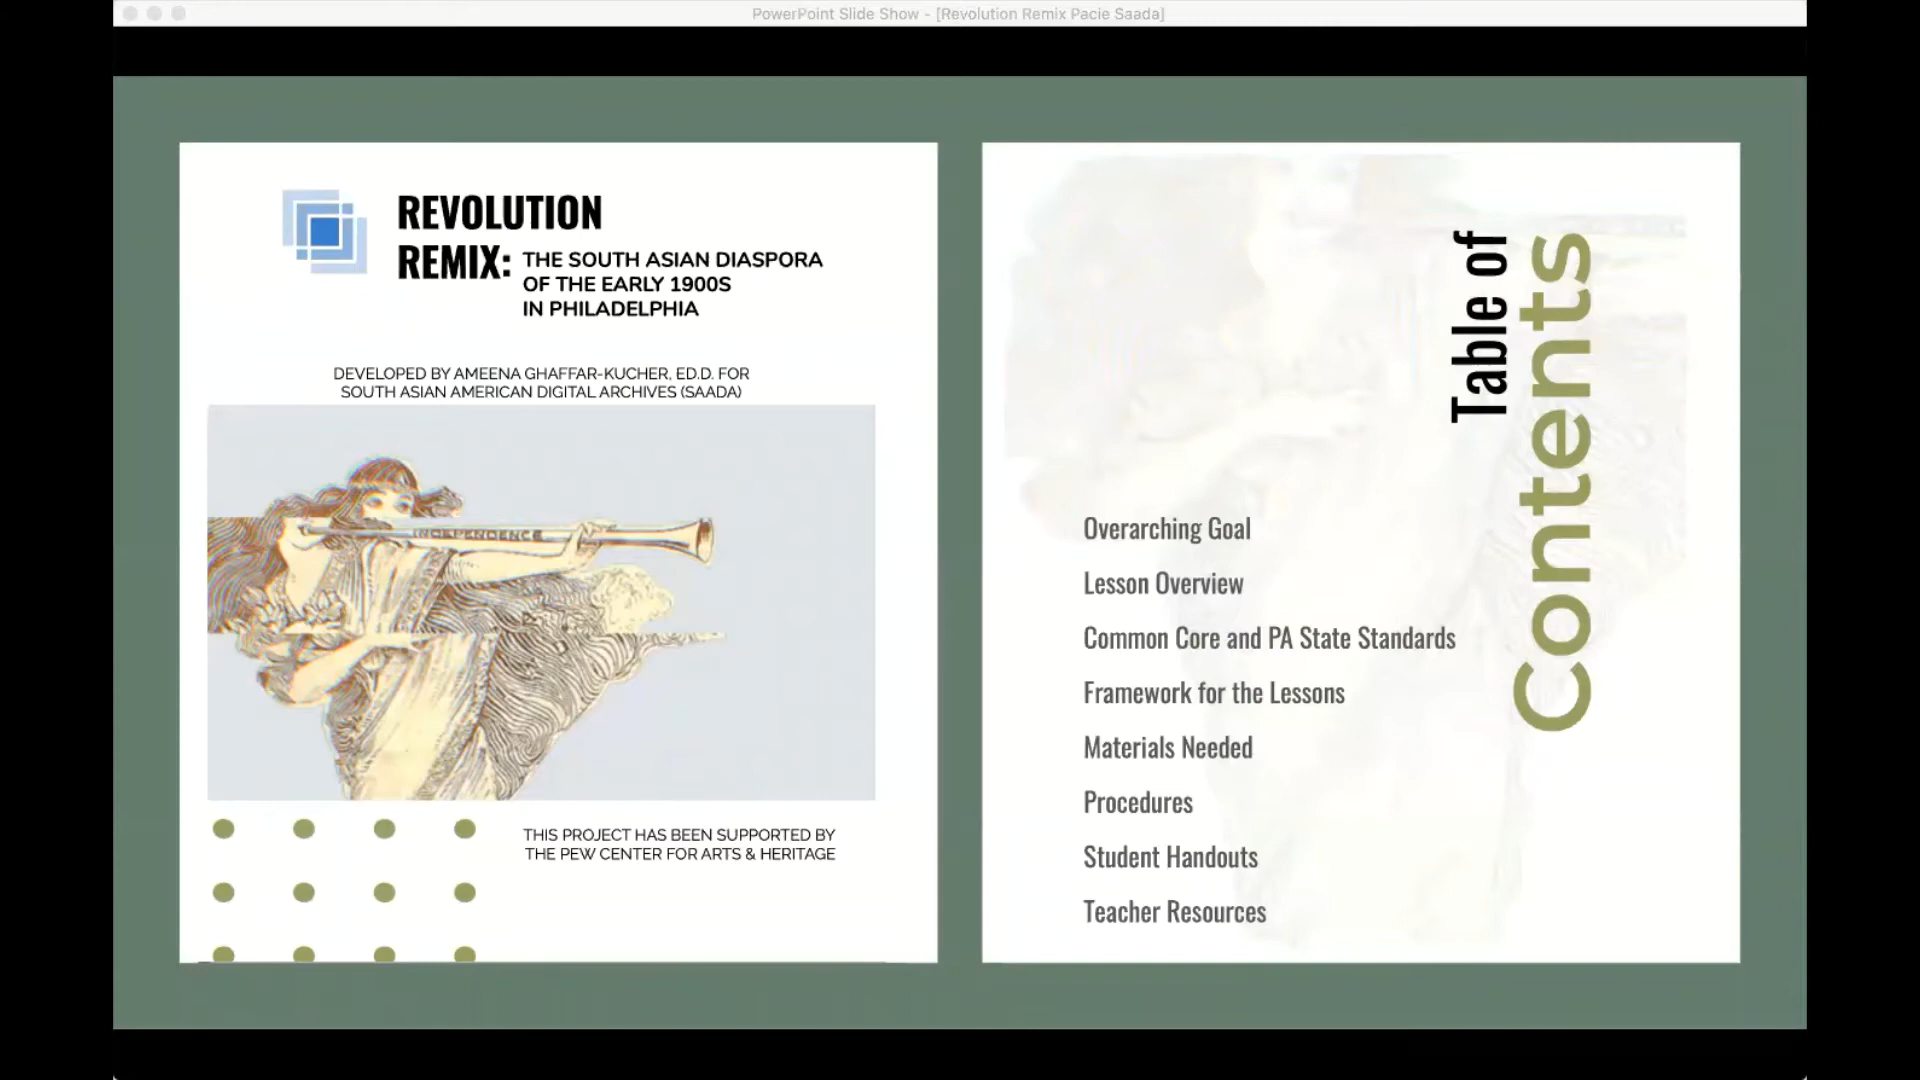 PowerPoint Slide Show - [Revolution Remix Pacie Saada]
REVOLUTION
REMIX: THE SOUTH ASIAN DIASPORA
OF THE EARLY 1900S
IN PHILADELPHIA
DEVELOPED BY AMEENA GHAFFAR-KUCHER, ED.D. FOR
SOUTH ASIAN AMERICAN DIGITAL ARCHIVES (SAADA)
INDEPENDENCE
THIS PROJECT HAS BEEN SUPPORTED BY
THE PEW CENTER FOR ARTS & HERITAGE
Table of
Contents
Overarching Goal
Lesson Overview
Common Core and PA State Standards
Framework for the Lessons
Materials Needed
Procedures
Student Handouts
Teacher Resources